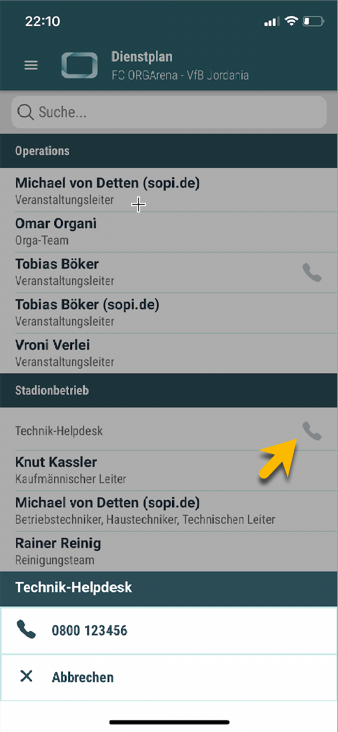 22:10
Dienstplan
FC ORGArena - VfB Jordania
Suche...
Operations
Michael von Detten (sopi.de)
Veranstaltungsleiter
Omar Organi
Orga-Team
Tobias Böker
Veranstaltungsleiter
Tobias Böker (sopi.de)
Veranstaltungsleiter
Vroni Verlei
Veranstaltungsleiter
Stadionbetrieb
Technik-Helpdesk
Knut Kassler
Kaufmännischer Leiter
Michael von Detten (sopi.de)
Betriebstechniker, Haustechniker, Technischen Leiter
Rainer Reinig
Reinigungsteam
Technik-Helpdesk
0800 123456
Abbrechen